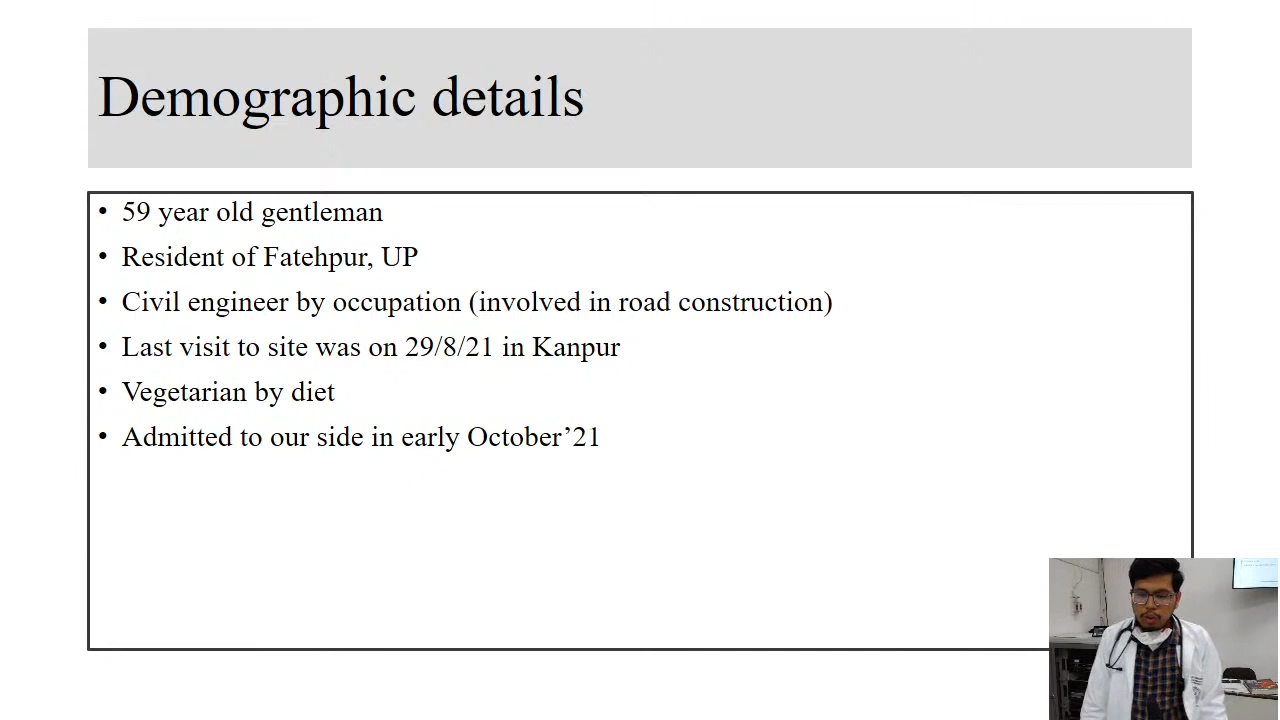 Demographic details
• 59 year old gentleman
• Resident of Fatehpur, UP
• Civil engineer by occupation (involved in road construction)
• Last visit to site was on 29/8/21 in Kanpur
• Vegetarian by diet
• Admitted to our side in early October’21